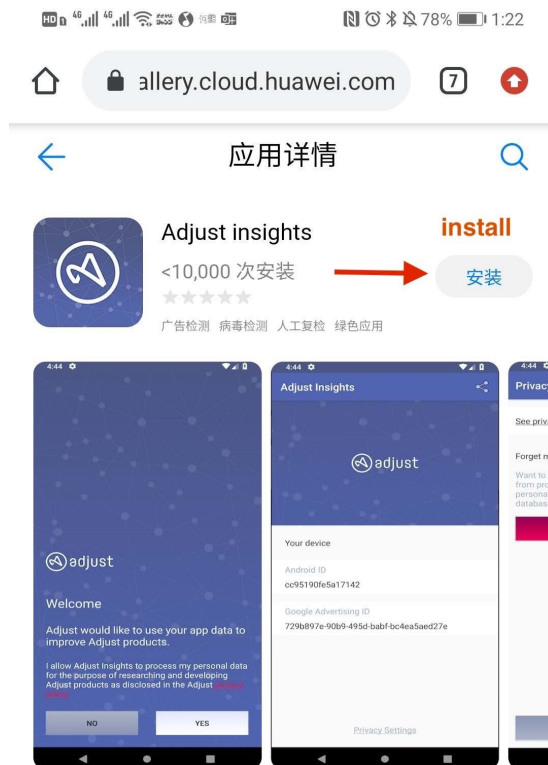 HD 46 46 78% 1:22
allery.cloud.huawei.com 7
应用详情
Adjust insights
install
<10,000 次安装
安装
广告检测 病毒检测 人工复检 绿色应用
4:44
adjust
Welcome
Adjust would like to use your app data to
improve Adjust products.
I allow Adjust Insights to process my personal data
for the purpose of researching and developing
Adjust products as disclosed in the Adjust
NO YES
4:44
Adjust Insights
adjust
Your device
Android ID
cc95190fe5a17142
Google Advertising ID
729b897e-90b9-495d-babf-bc4ea5aed27e
Privacy Settings
4:44
Privac
See priva
Forget m
Want to
from pro
persona
databas